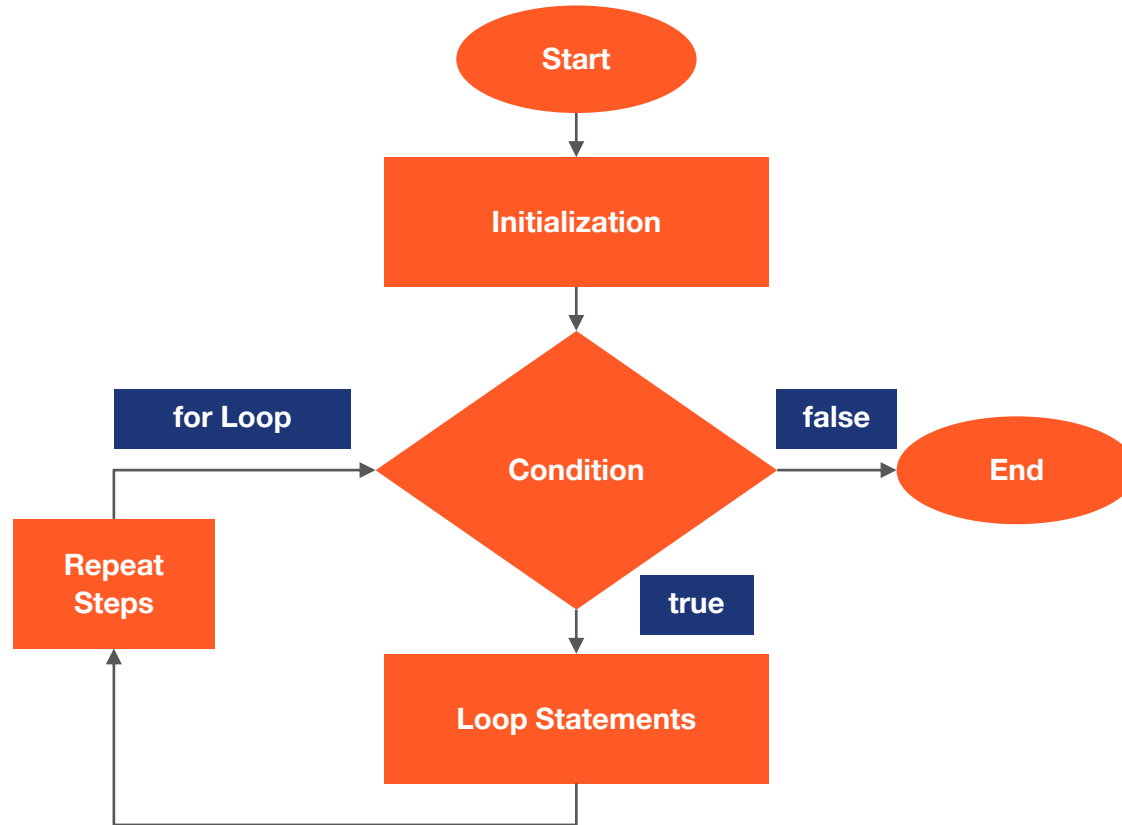 Start
Initialization
for Loop
false
Condition
End
Repeat
Steps
true
Loop Statements